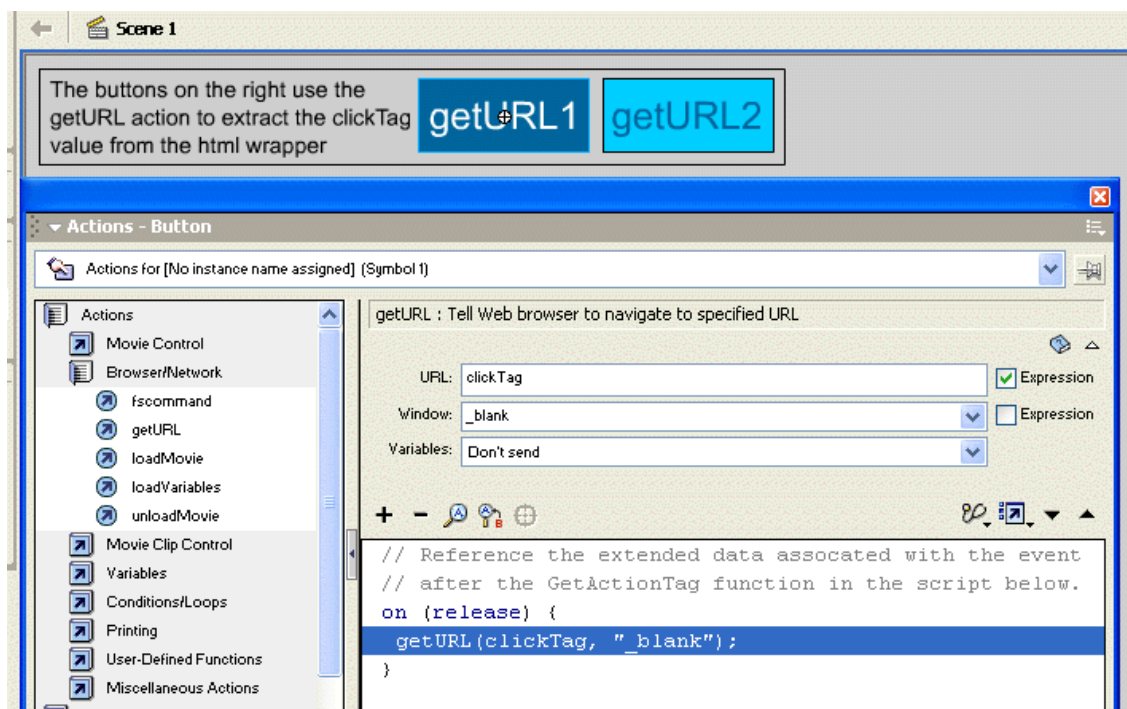 Scene 1
The buttons on the right use the
getURL action to extract the clickTag
value from the html wrapper
getURL1
getURL2
Actions - Button
Actions for [No instance name assigned] (Symbol 1)
Actions
Movie Control
Browser/Network
fscommand
getURL
loadMovie
loadVariables
unloadMovie
Movie Clip Control
Variables
Conditions/Loops
Printing
User-Defined Functions
Miscellaneous Actions
getURL : Tell Web browser to navigate to specified URL
URL: clickTag Expression
Window: _blank Expression
Variables: Don't send
// Reference the extended data assocated with the event
// after the GetActionTag function in the script below.
on (release) {
getURL(clickTag, "_blank");
}